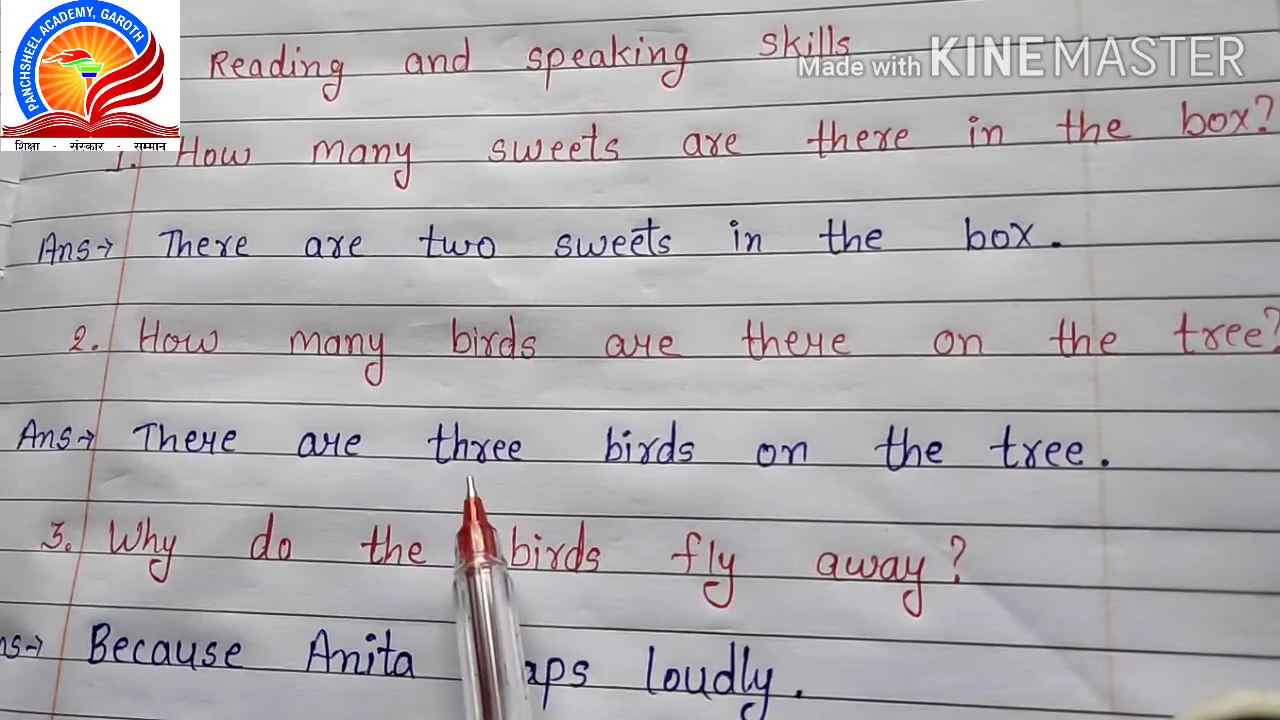 PANCHSHEEL ACADEMY, GAROTH
शिक्षा - संस्कार - सम्मान
Made with KINEMASTER
Reading and speaking skills
1. How many sweets are there in the box?
Ans→ There are two sweets in the box.
2. How many birds are there on the tree?
Ans→ There are three birds on the tree.
3. Why do the birds fly away?
ns→ Because Anita aps loudly.